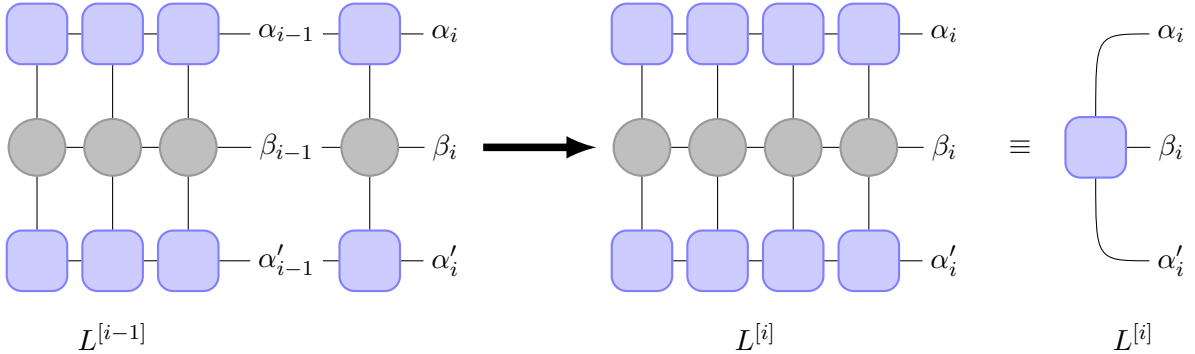 α_{i−1} α_i α_i α_i
β_{i−1} β_i β_i ≡ β_i
α′_{i−1} α′_i α′_i α′_i
L^{[i−1]} L^{[i]} L^{[i]}